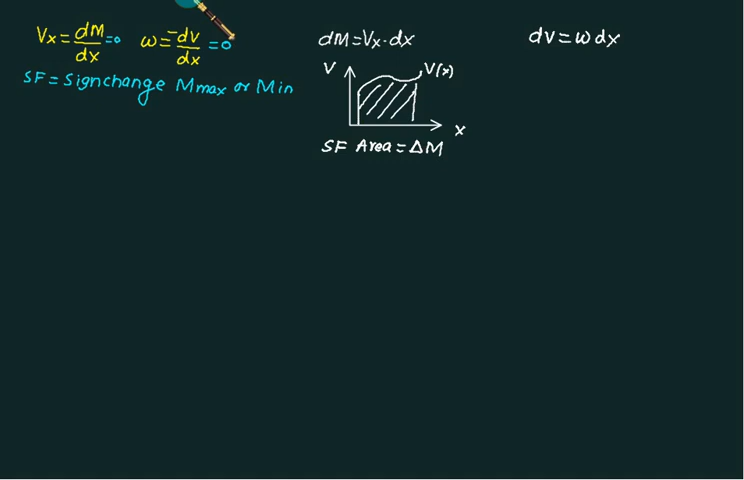 Vx = dM/dx = 0   ω = -dv/dx = 0
SF = Signchange Mmax or Min
dM = Vx · dx
V
V(x)
x
SF Area = ΔM
dv = ω dx